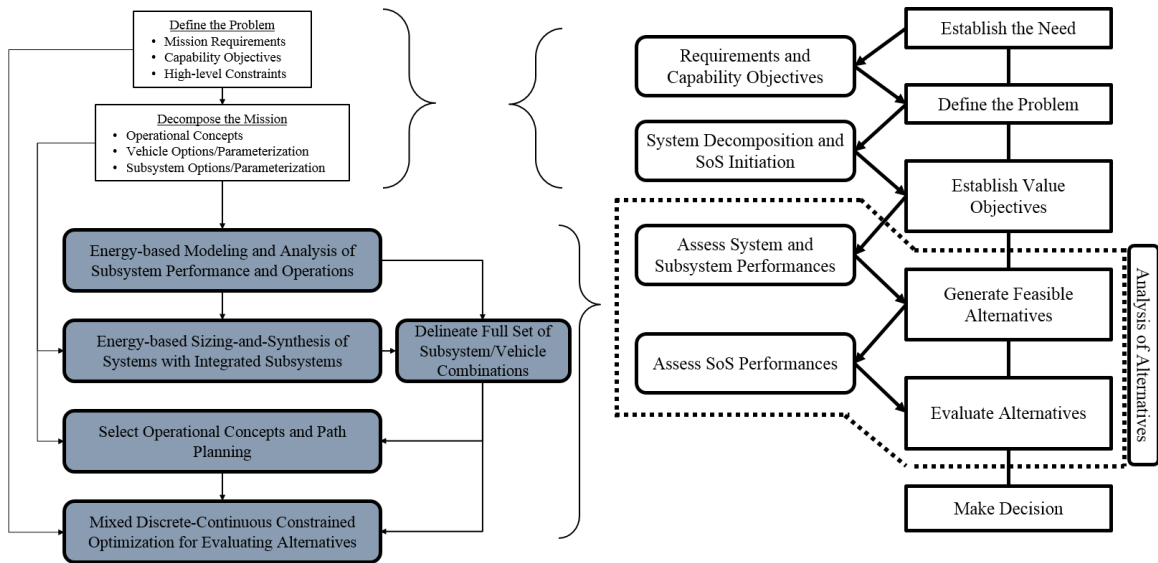 Define the Problem
• Mission Requirements
• Capability Objectives
• High-level Constraints
Decompose the Mission
• Operational Concepts
• Vehicle Options/Parameterization
• Subsystem Options/Parameterization
Energy-based Modeling and Analysis of
Subsystem Performance and Operations
Energy-based Sizing-and-Synthesis of
Systems with Integrated Subsystems
Delineate Full Set of
Subsystem/Vehicle
Combinations
Select Operational Concepts and Path
Planning
Mixed Discrete-Continuous Constrained
Optimization for Evaluating Alternatives
Establish the Need
Requirements and
Capability Objectives
Define the Problem
System Decomposition and
SoS Initiation
Establish Value
Objectives
Assess System and
Subsystem Performances
Generate Feasible
Alternatives
Assess SoS Performances
Evaluate Alternatives
Make Decision
Analysis of Alternatives